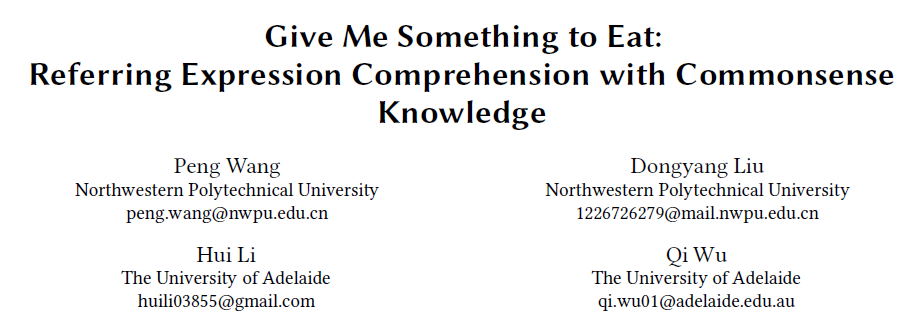 Give Me Something to Eat:
Referring Expression Comprehension with Commonsense
Knowledge
Peng Wang
Northwestern Polytechnical University
peng.wang@nwpu.edu.cn
Dongyang Liu
Northwestern Polytechnical University
1226726279@mail.nwpu.edu.cn
Hui Li
The University of Adelaide
huili03855@gmail.com
Qi Wu
The University of Adelaide
qi.wu01@adelaide.edu.au